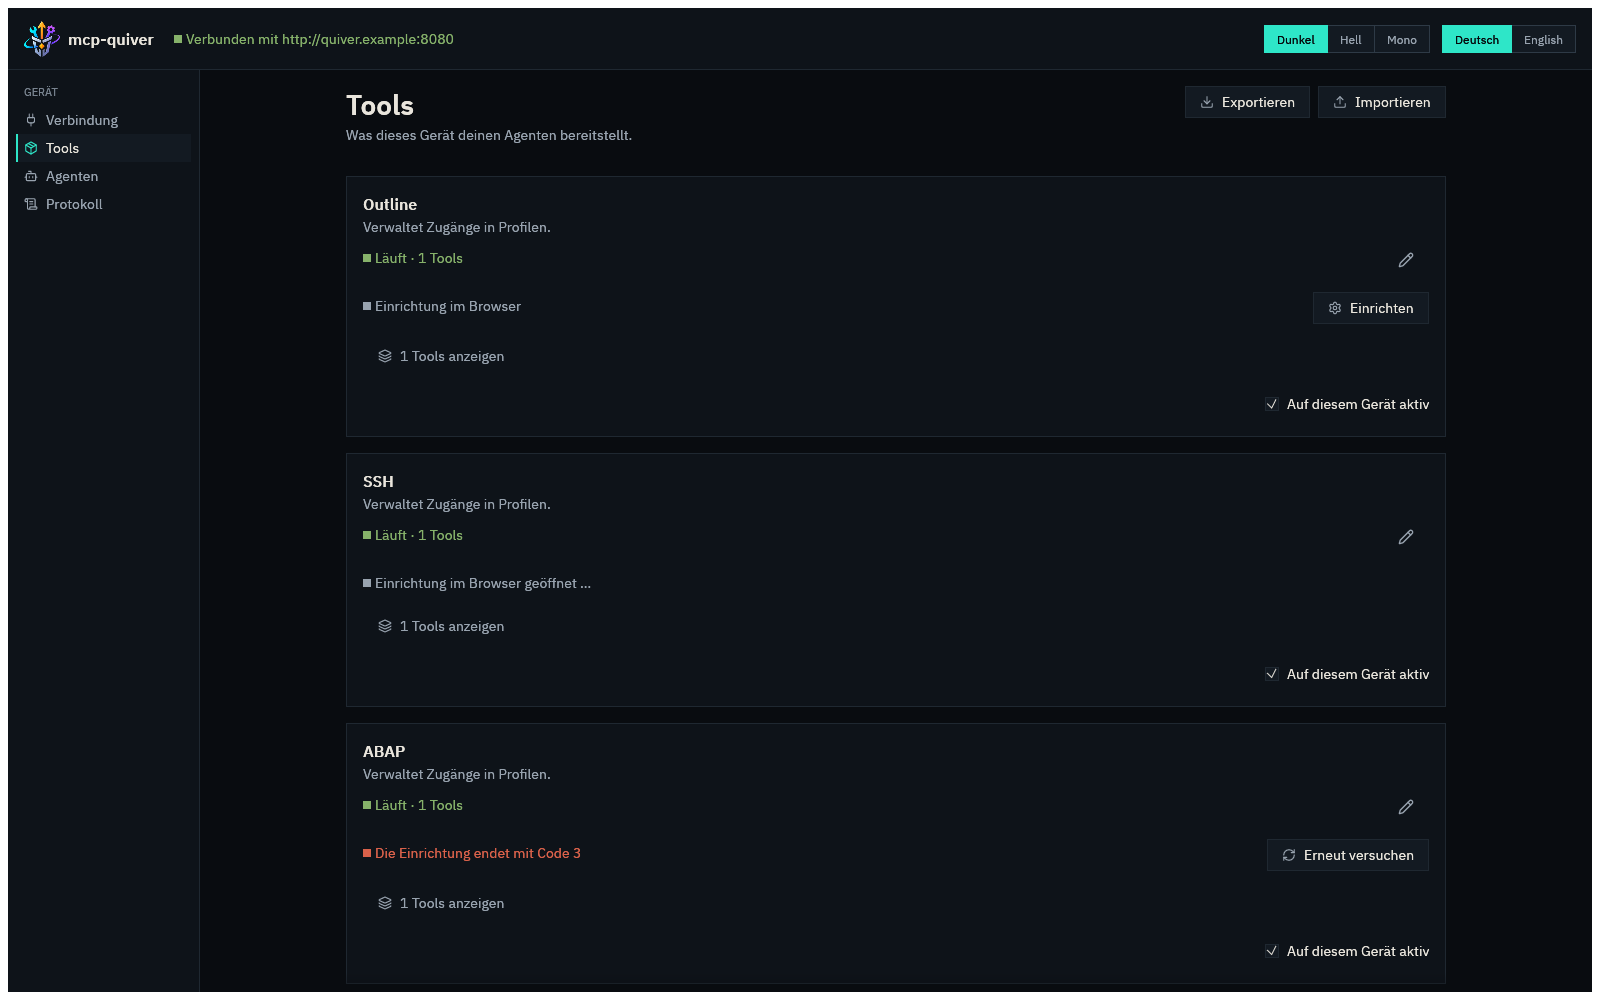 mcp-quiver
Verbunden mit http://quiver.example:8080
Dunkel
Hell
Mono
Deutsch
English
GERÄT
Verbindung
Tools
Agenten
Protokoll
Tools
Was dieses Gerät deinen Agenten bereitstellt.
Exportieren
Importieren
Outline
Verwaltet Zugänge in Profilen.
Läuft · 1 Tools
Einrichtung im Browser
Einrichten
1 Tools anzeigen
Auf diesem Gerät aktiv
SSH
Verwaltet Zugänge in Profilen.
Läuft · 1 Tools
Einrichtung im Browser geöffnet ...
1 Tools anzeigen
Auf diesem Gerät aktiv
ABAP
Verwaltet Zugänge in Profilen.
Läuft · 1 Tools
Die Einrichtung endet mit Code 3
Erneut versuchen
1 Tools anzeigen
Auf diesem Gerät aktiv